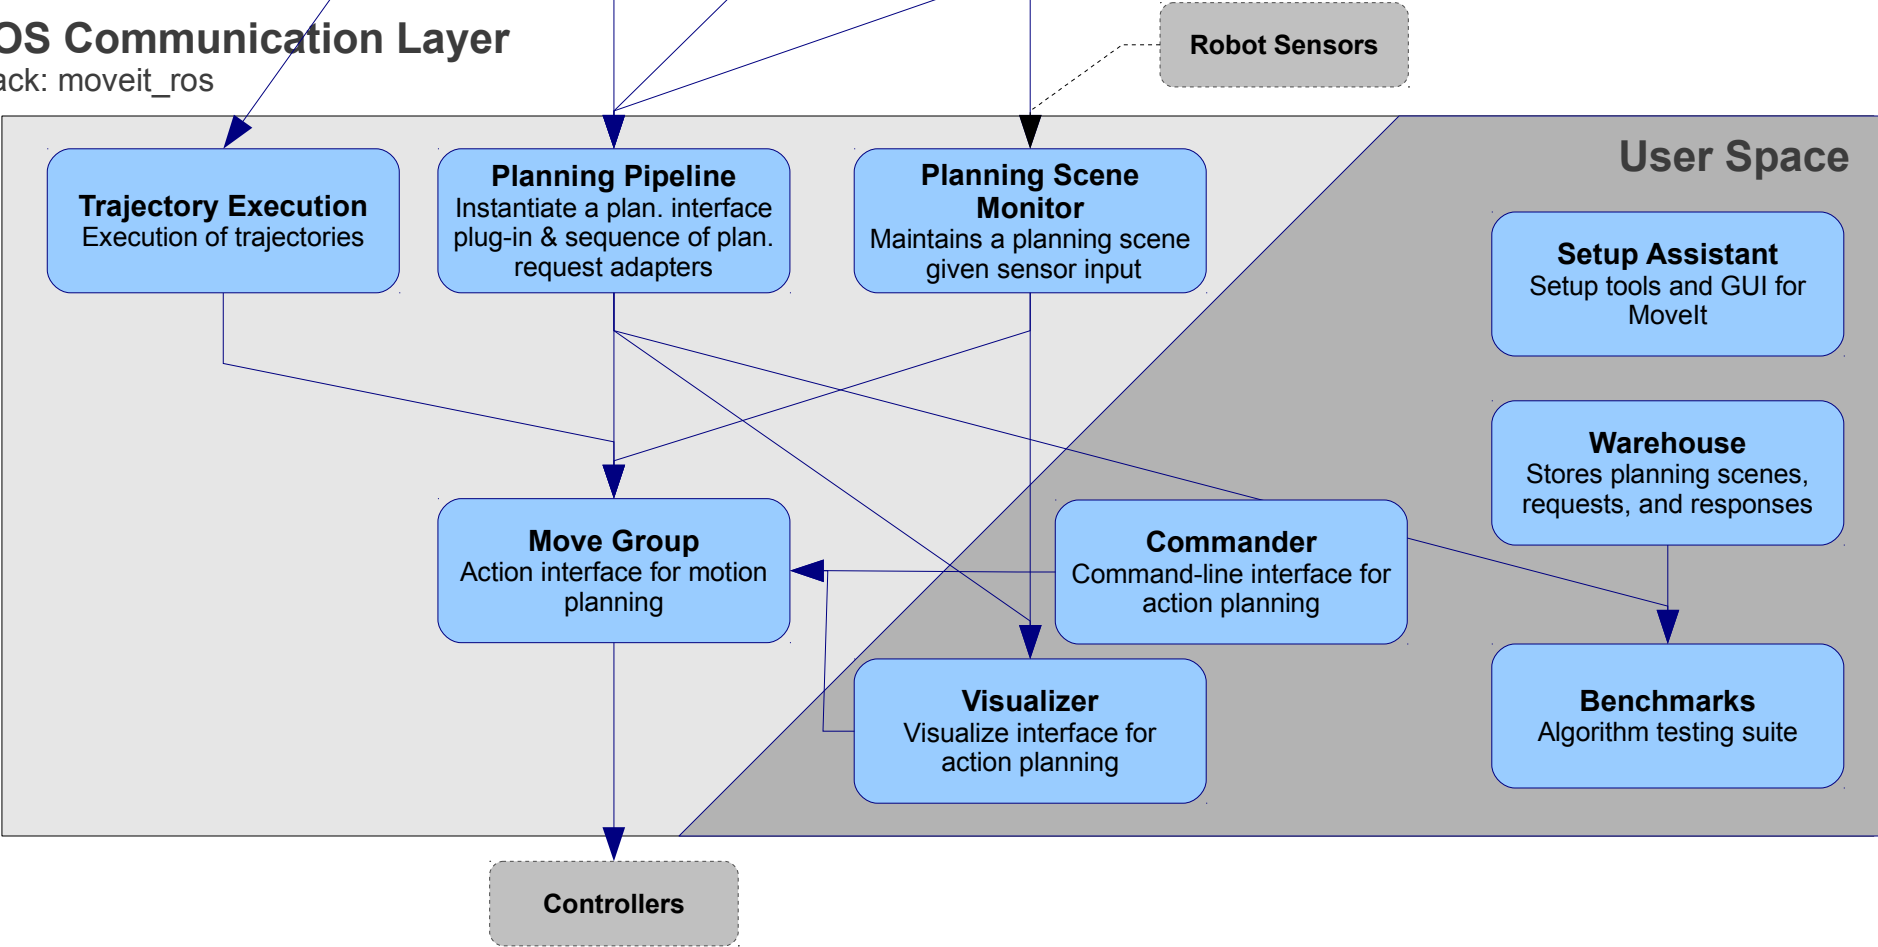 OS Communication Layer
ack: moveit_ros
Robot Sensors
User Space
Trajectory Execution
Execution of trajectories
Planning Pipeline
Instantiate a plan. interface
plug-in & sequence of plan.
request adapters
Planning Scene
Monitor
Maintains a planning scene
given sensor input
Setup Assistant
Setup tools and GUI for
MoveIt
Warehouse
Stores planning scenes,
requests, and responses
Move Group
Action interface for motion
planning
Commander
Command-line interface for
action planning
Visualizer
Visualize interface for
action planning
Benchmarks
Algorithm testing suite
Controllers